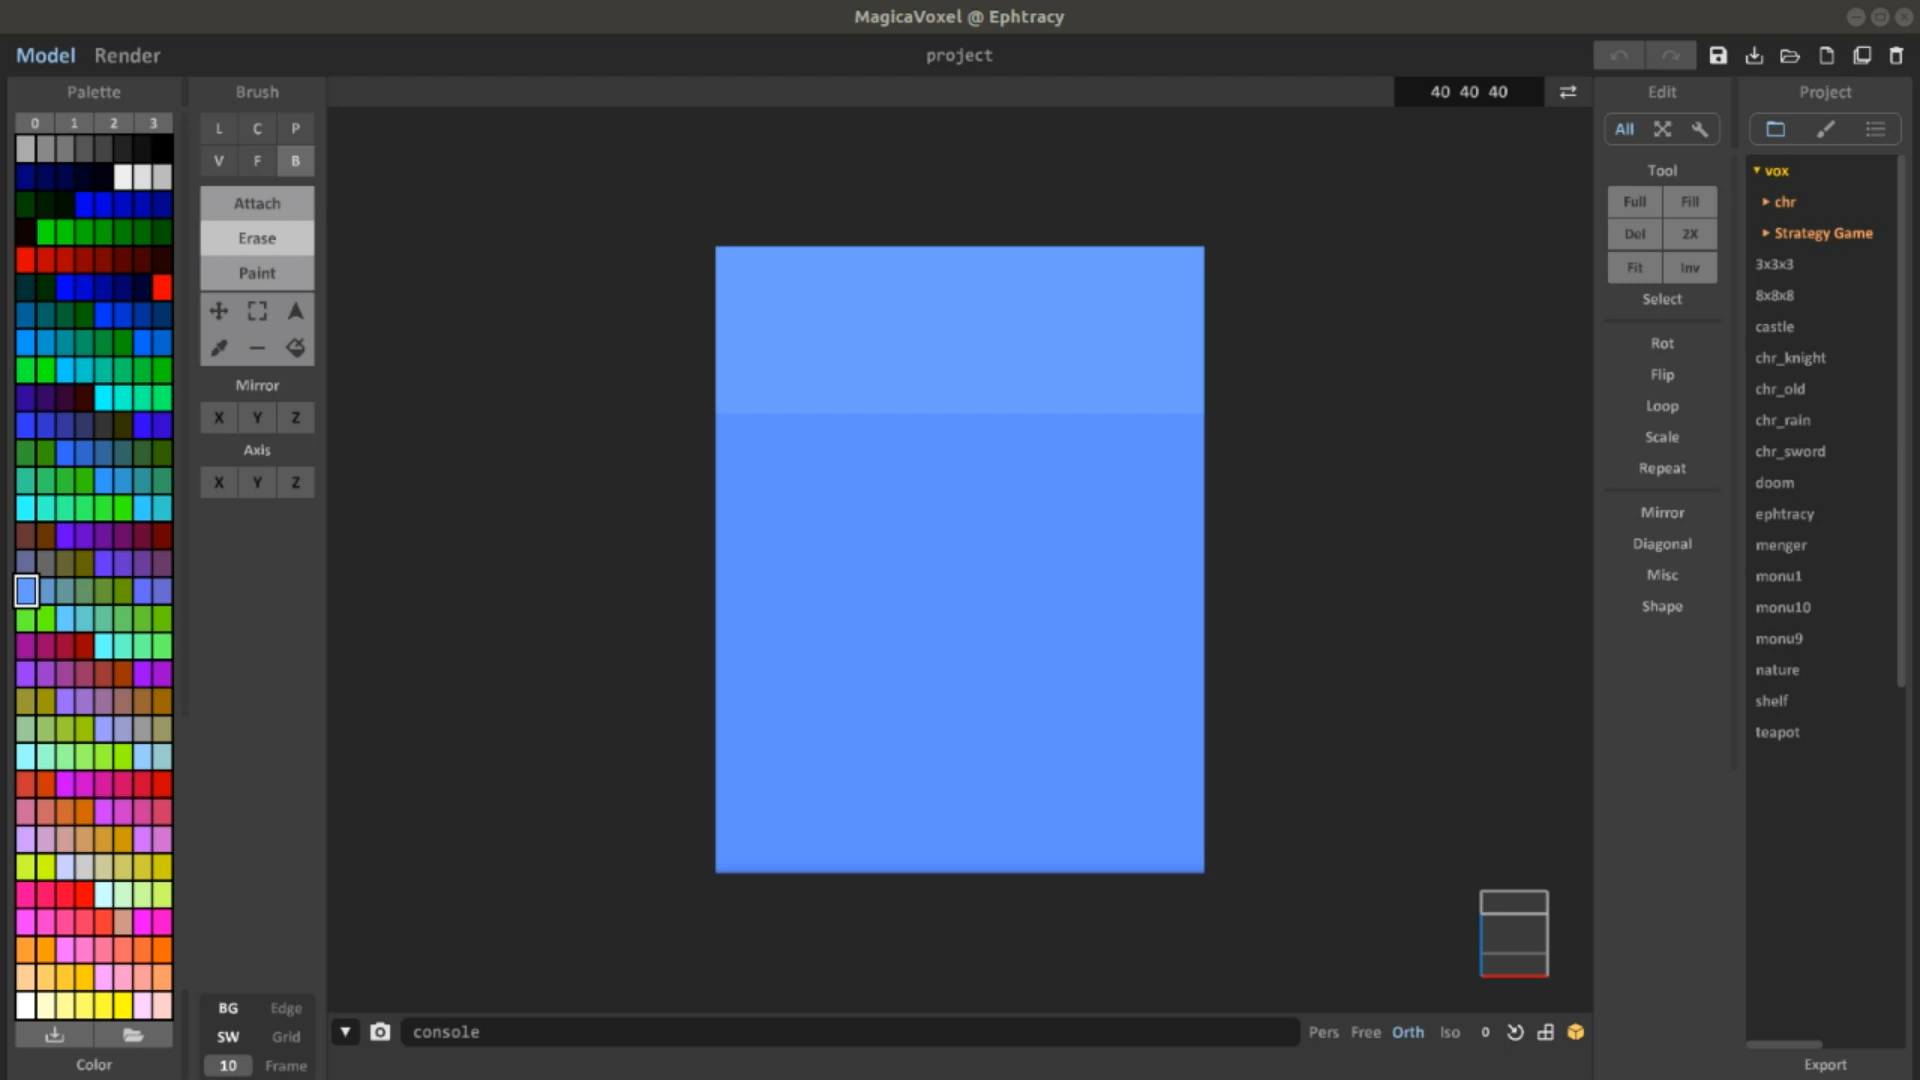 MagicaVoxel @ Ephtracy
Model Render
project
Palette
0 1 2 3
Color
Brush
L C P
V F B
Attach
Erase
Paint
Mirror
X Y Z
Axis
X Y Z
BG Edge
SW Grid
10 Frame
40 40 40
console
Pers Free Orth Iso 0
Edit
All
Tool
Full Fill
Del 2X
Fit Inv
Select
Rot
Flip
Loop
Scale
Repeat
Mirror
Diagonal
Misc
Shape
Project
vox
chr
Strategy Game
3x3x3
8x8x8
castle
chr_knight
chr_old
chr_rain
chr_sword
doom
ephtracy
menger
monu1
monu10
monu9
nature
shelf
teapot
Export